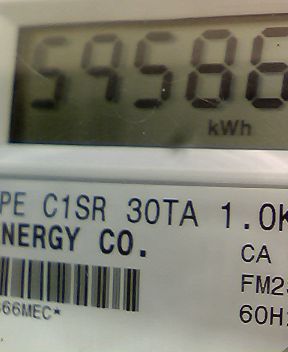 59586
kWh
PE C1SR 30TA 1.0K
NERGY CO.
CA
FM2
66MEC*
60H